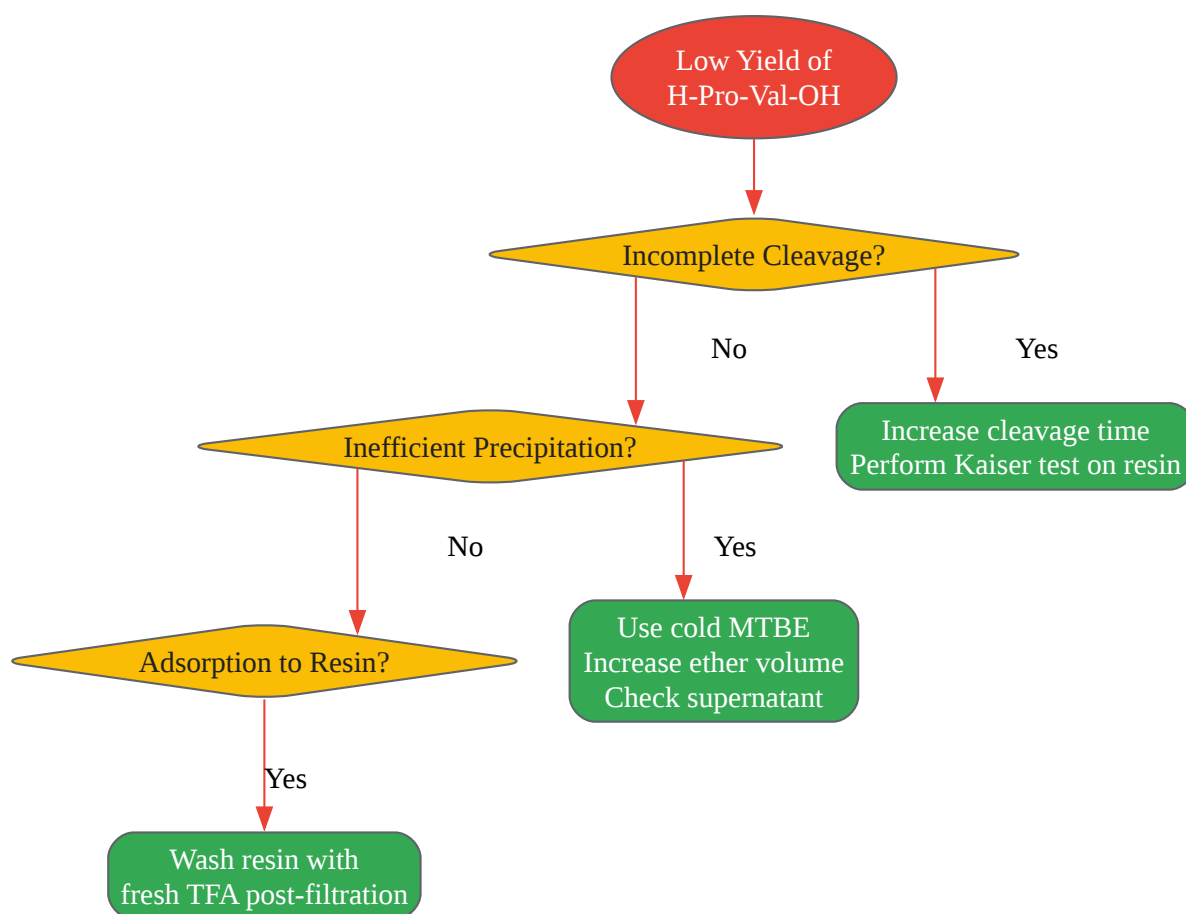 Low Yield of
H-Pro-Val-OH
Incomplete Cleavage?
No
Yes
Increase cleavage time
Perform Kaiser test on resin
Inefficient Precipitation?
No
Yes
Use cold MTBE
Increase ether volume
Check supernatant
Adsorption to Resin?
Yes
Wash resin with
fresh TFA post-filtration